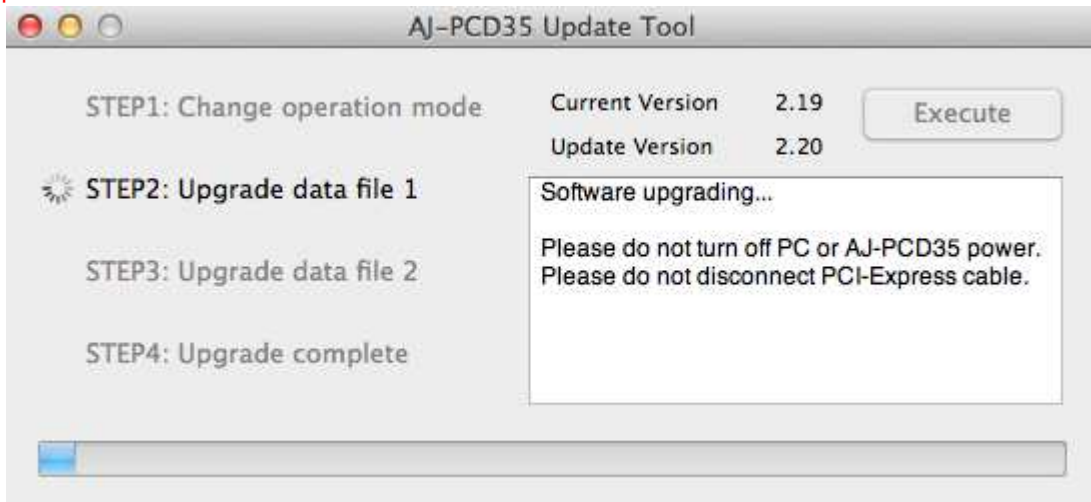 AJ-PCD35 Update Tool
STEP1: Change operation mode
Current Version 2.19
Execute
Update Version 2.20
STEP2: Upgrade data file 1
Software upgrading...
Please do not turn off PC or AJ-PCD35 power.
Please do not disconnect PCI-Express cable.
STEP3: Upgrade data file 2
STEP4: Upgrade complete